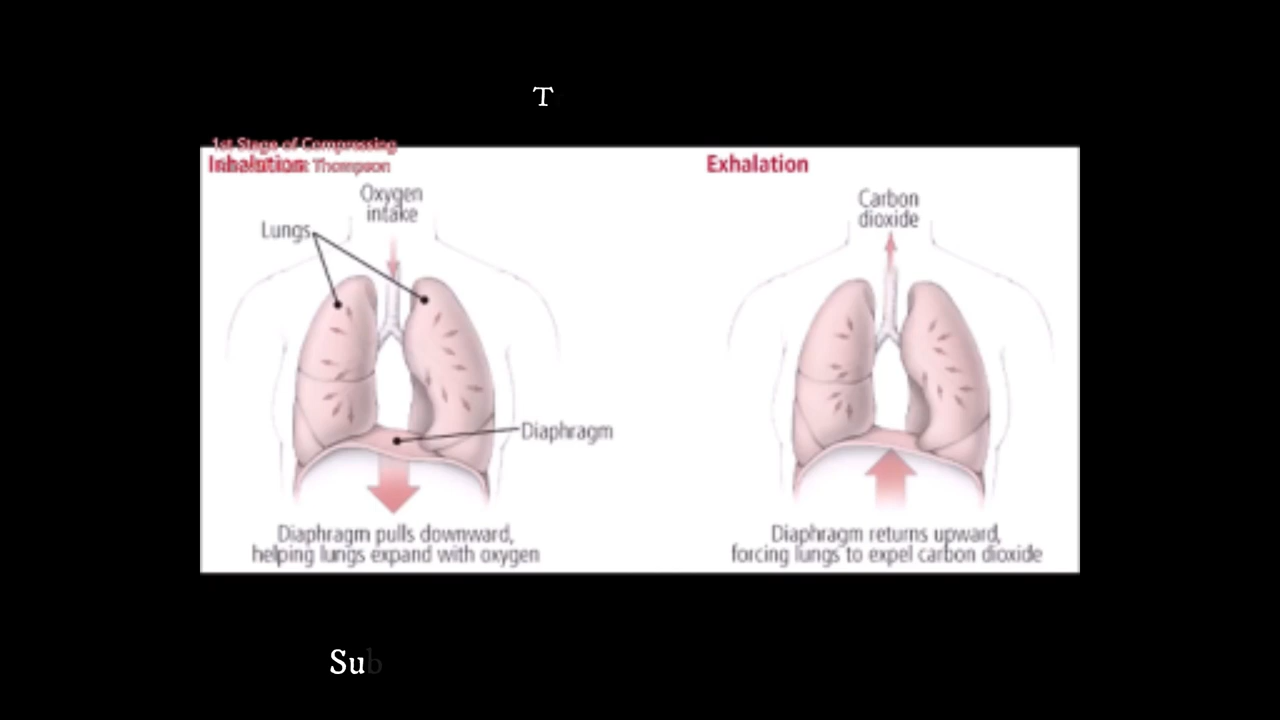 T
1st Stage of Compressing
Inhalation
Thompson
Exhalation
Oxygen
intake
Carbon
dioxide
Lungs
Diaphragm
Diaphragm pulls downward,
helping lungs expand with oxygen
Diaphragm returns upward,
forcing lungs to expel carbon dioxide
Sub